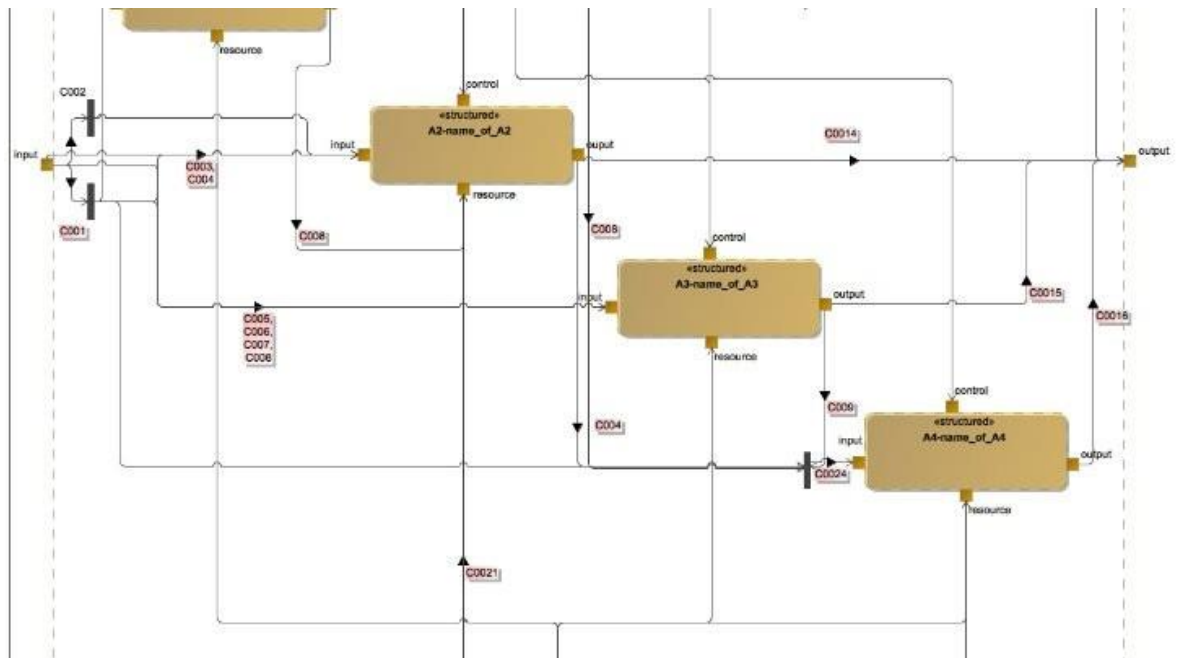 resource
control
C002
«structured»
A2-name_of_A2
input
input
ouput
C0014
output
C003,
C004
resource
C001
C008
C008
control
«structured»
A3-name_of_A3
input
output
C0015
C005,
C006,
C007,
C008
C0016
resource
control
C009
«structured»
A4-name_of_A4
C004
input
output
C0024
resource
C0021